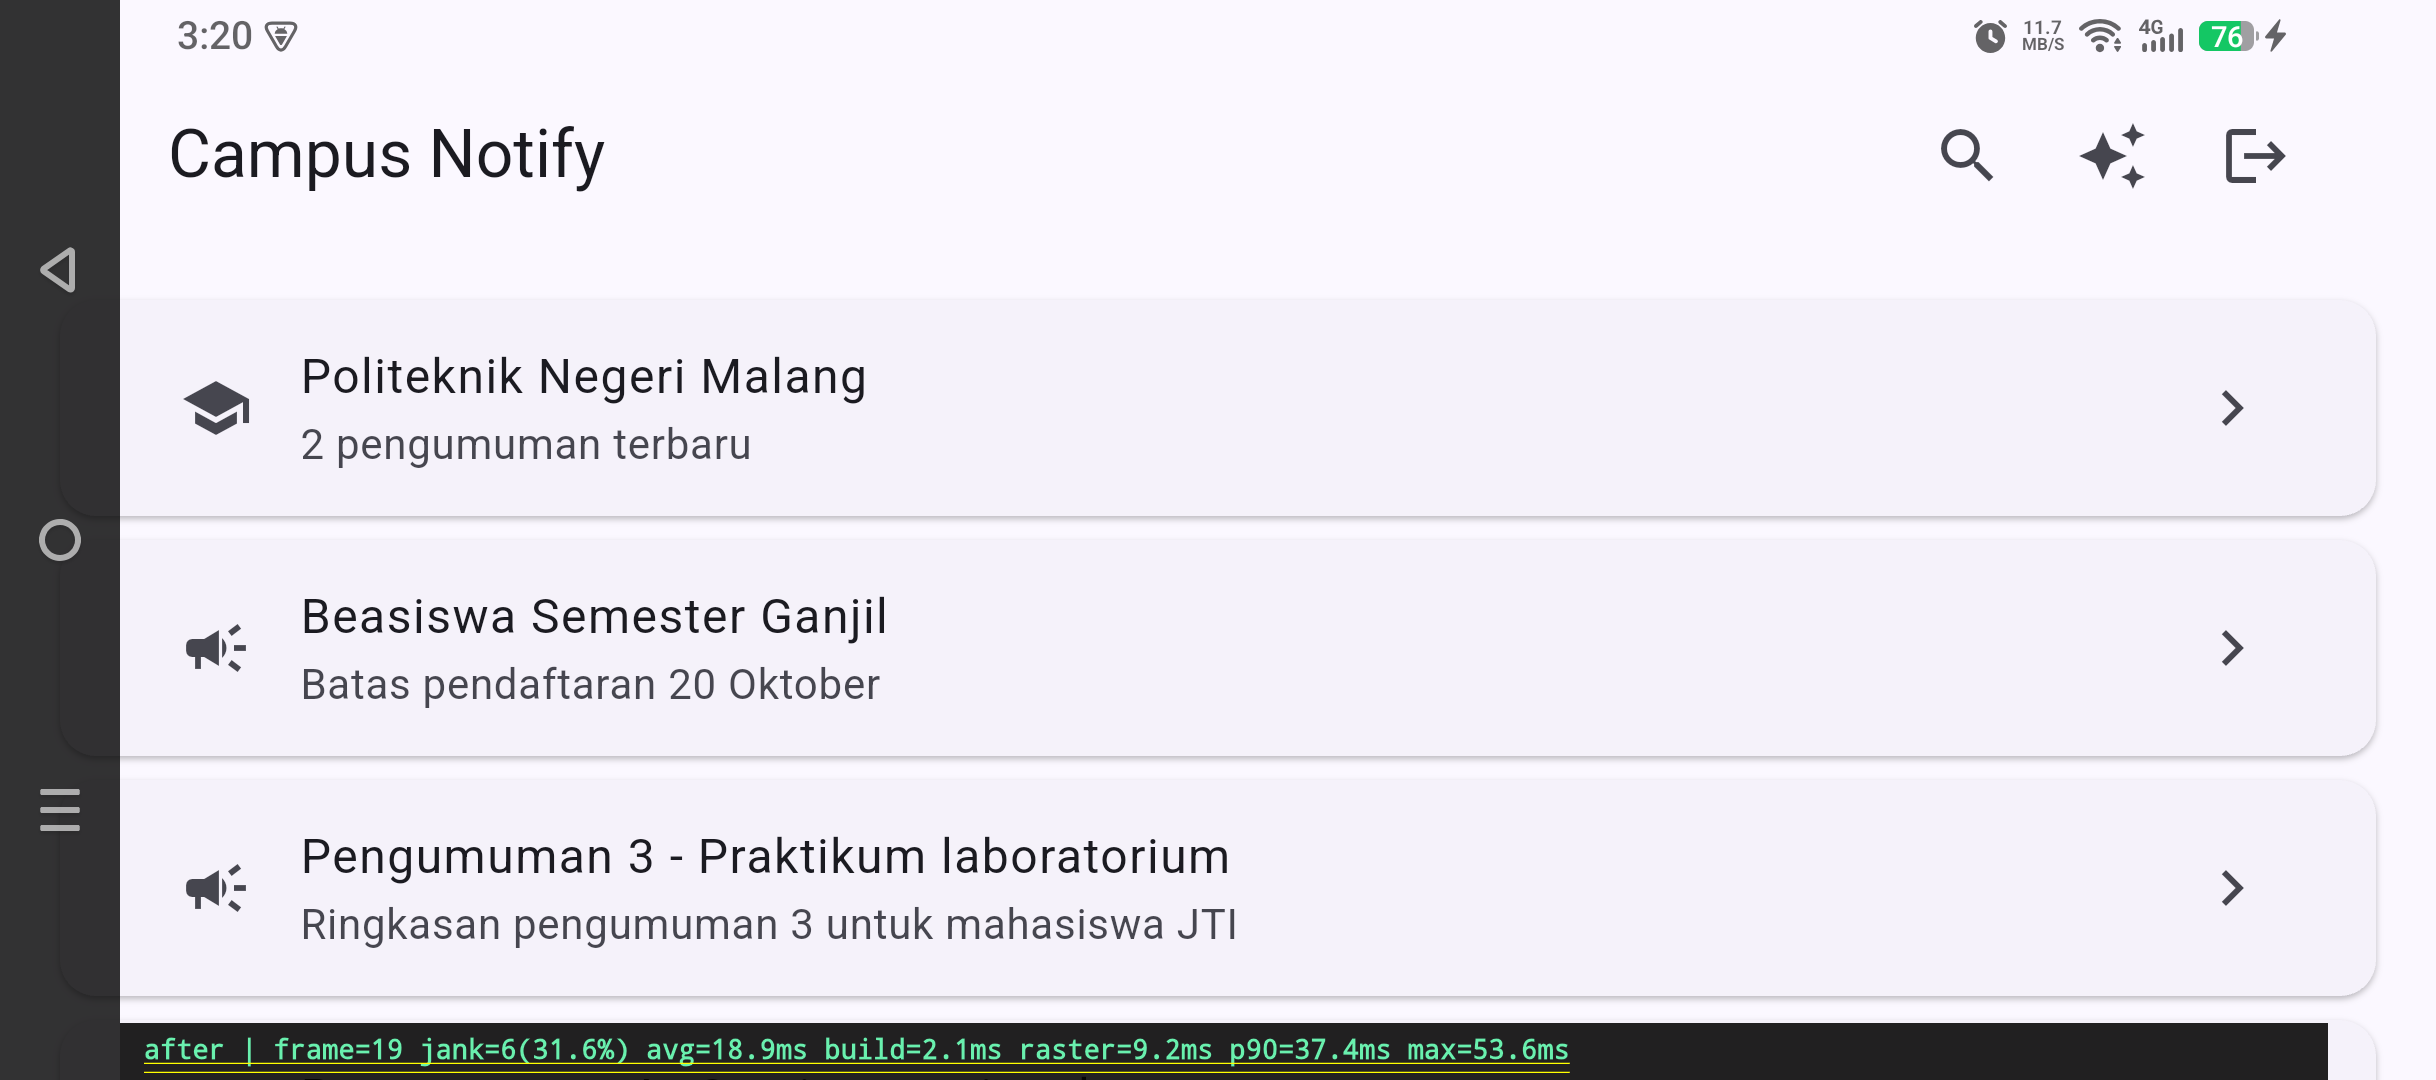 3:20
11.7
MB/S
4G
76
Campus Notify
Politeknik Negeri Malang
2 pengumuman terbaru
Beasiswa Semester Ganjil
Batas pendaftaran 20 Oktober
Pengumuman 3 - Praktikum laboratorium
Ringkasan pengumuman 3 untuk mahasiswa JTI
after | frame=19 jank=6(31.6%) avg=18.9ms build=2.1ms raster=9.2ms p90=37.4ms max=53.6ms